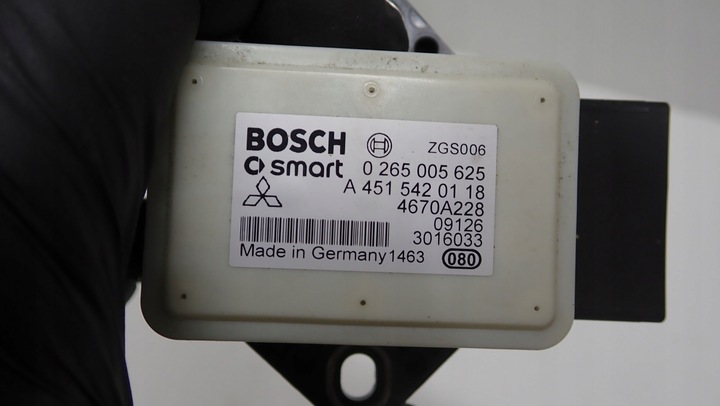 BOSCH ZGS006
smart 0 265 005 625
A 451 542 01 18
4670A228
09126
3016033
Made in Germany 1463 080